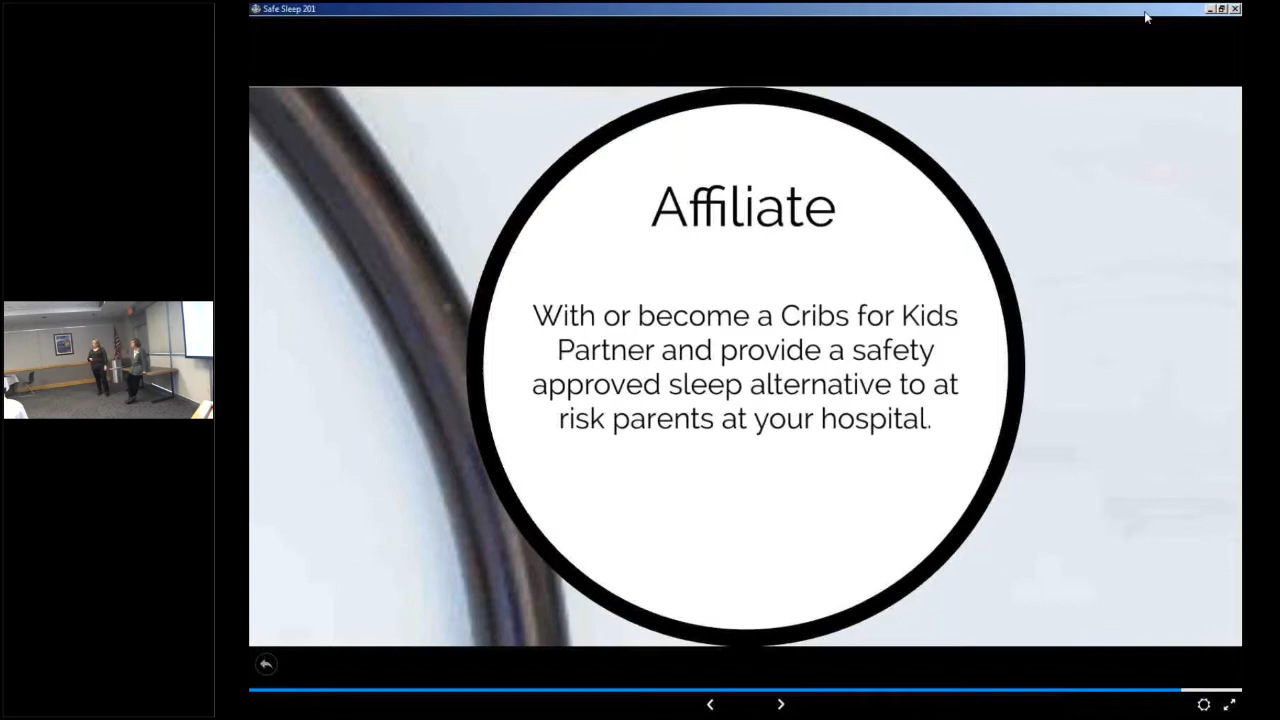 Safe Sleep 201
Affiliate
With or become a Cribs for Kids
Partner and provide a safety
approved sleep alternative to at
risk parents at your hospital.